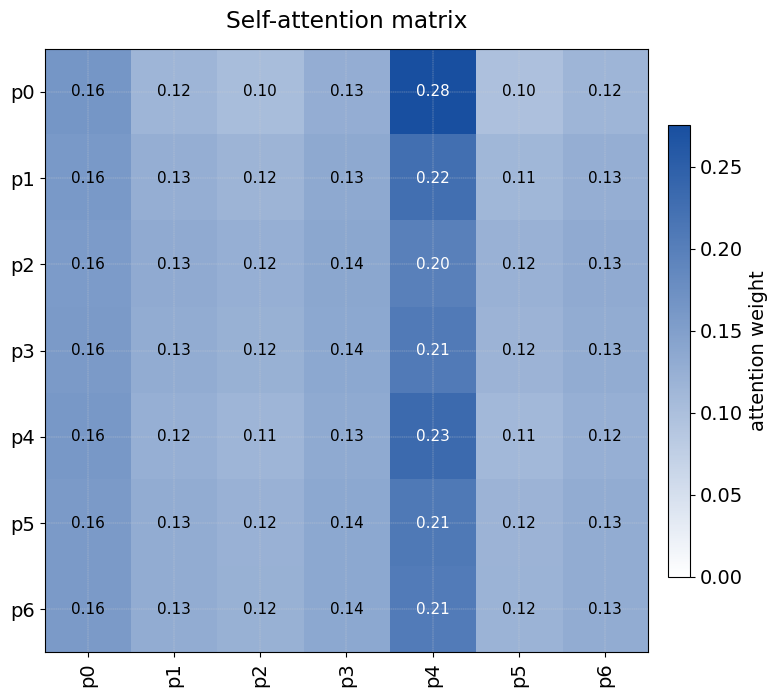 Self-attention matrix
p0 0.16 0.12 0.10 0.13 0.28 0.10 0.12
p1 0.16 0.13 0.12 0.13 0.22 0.11 0.13
p2 0.16 0.13 0.12 0.14 0.20 0.12 0.13
p3 0.16 0.13 0.12 0.14 0.21 0.12 0.13
p4 0.16 0.12 0.11 0.13 0.23 0.11 0.12
p5 0.16 0.13 0.12 0.14 0.21 0.12 0.13
p6 0.16 0.13 0.12 0.14 0.21 0.12 0.13
p0 p1 p2 p3 p4 p5 p6
0.25
0.20
0.15
0.10
0.05
0.00
attention weight